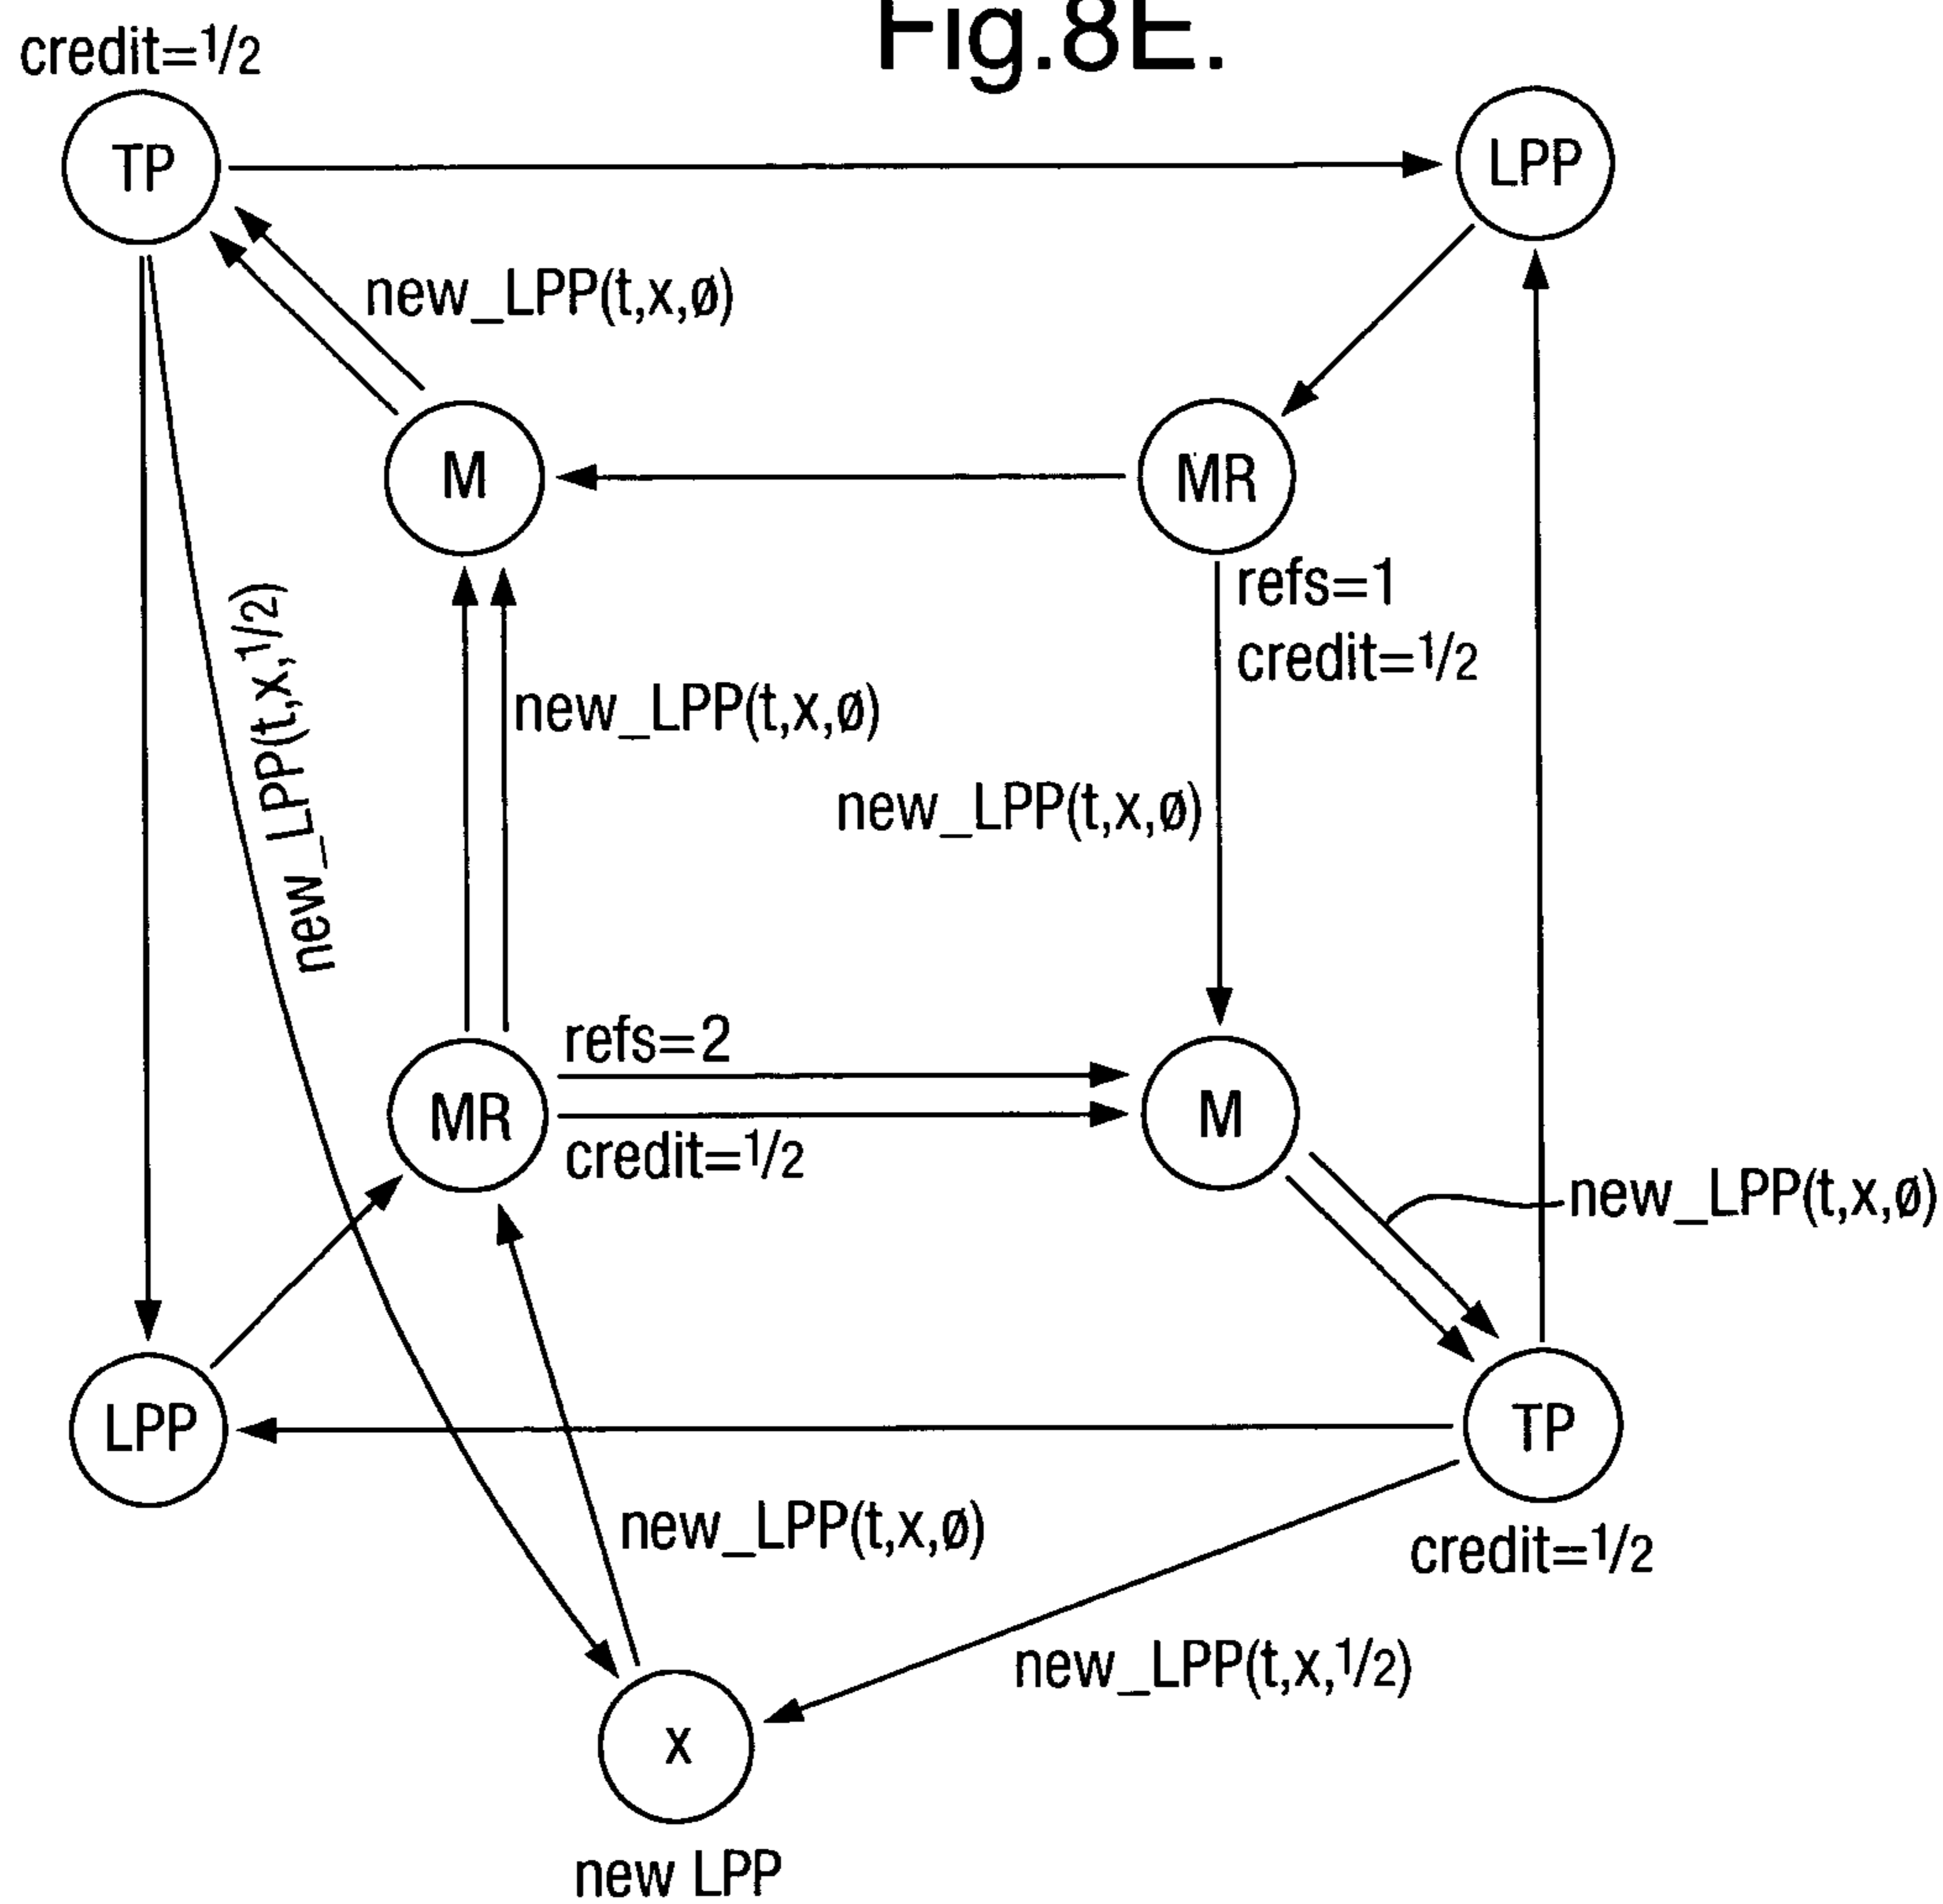 Fig.8E.
credit=1/2
TP
LPP
new_LPP(t,x,ø)
M
MR
refs=1
credit=1/2
new_LPP(t,x,1/2)
new_LPP(t,x,ø)
new_LPP(t,x,ø)
refs=2
MR
M
credit=1/2
new_LPP(t,x,ø)
LPP
TP
new_LPP(t,x,ø)
credit=1/2
new_LPP(t,x,1/2)
x
new LPP